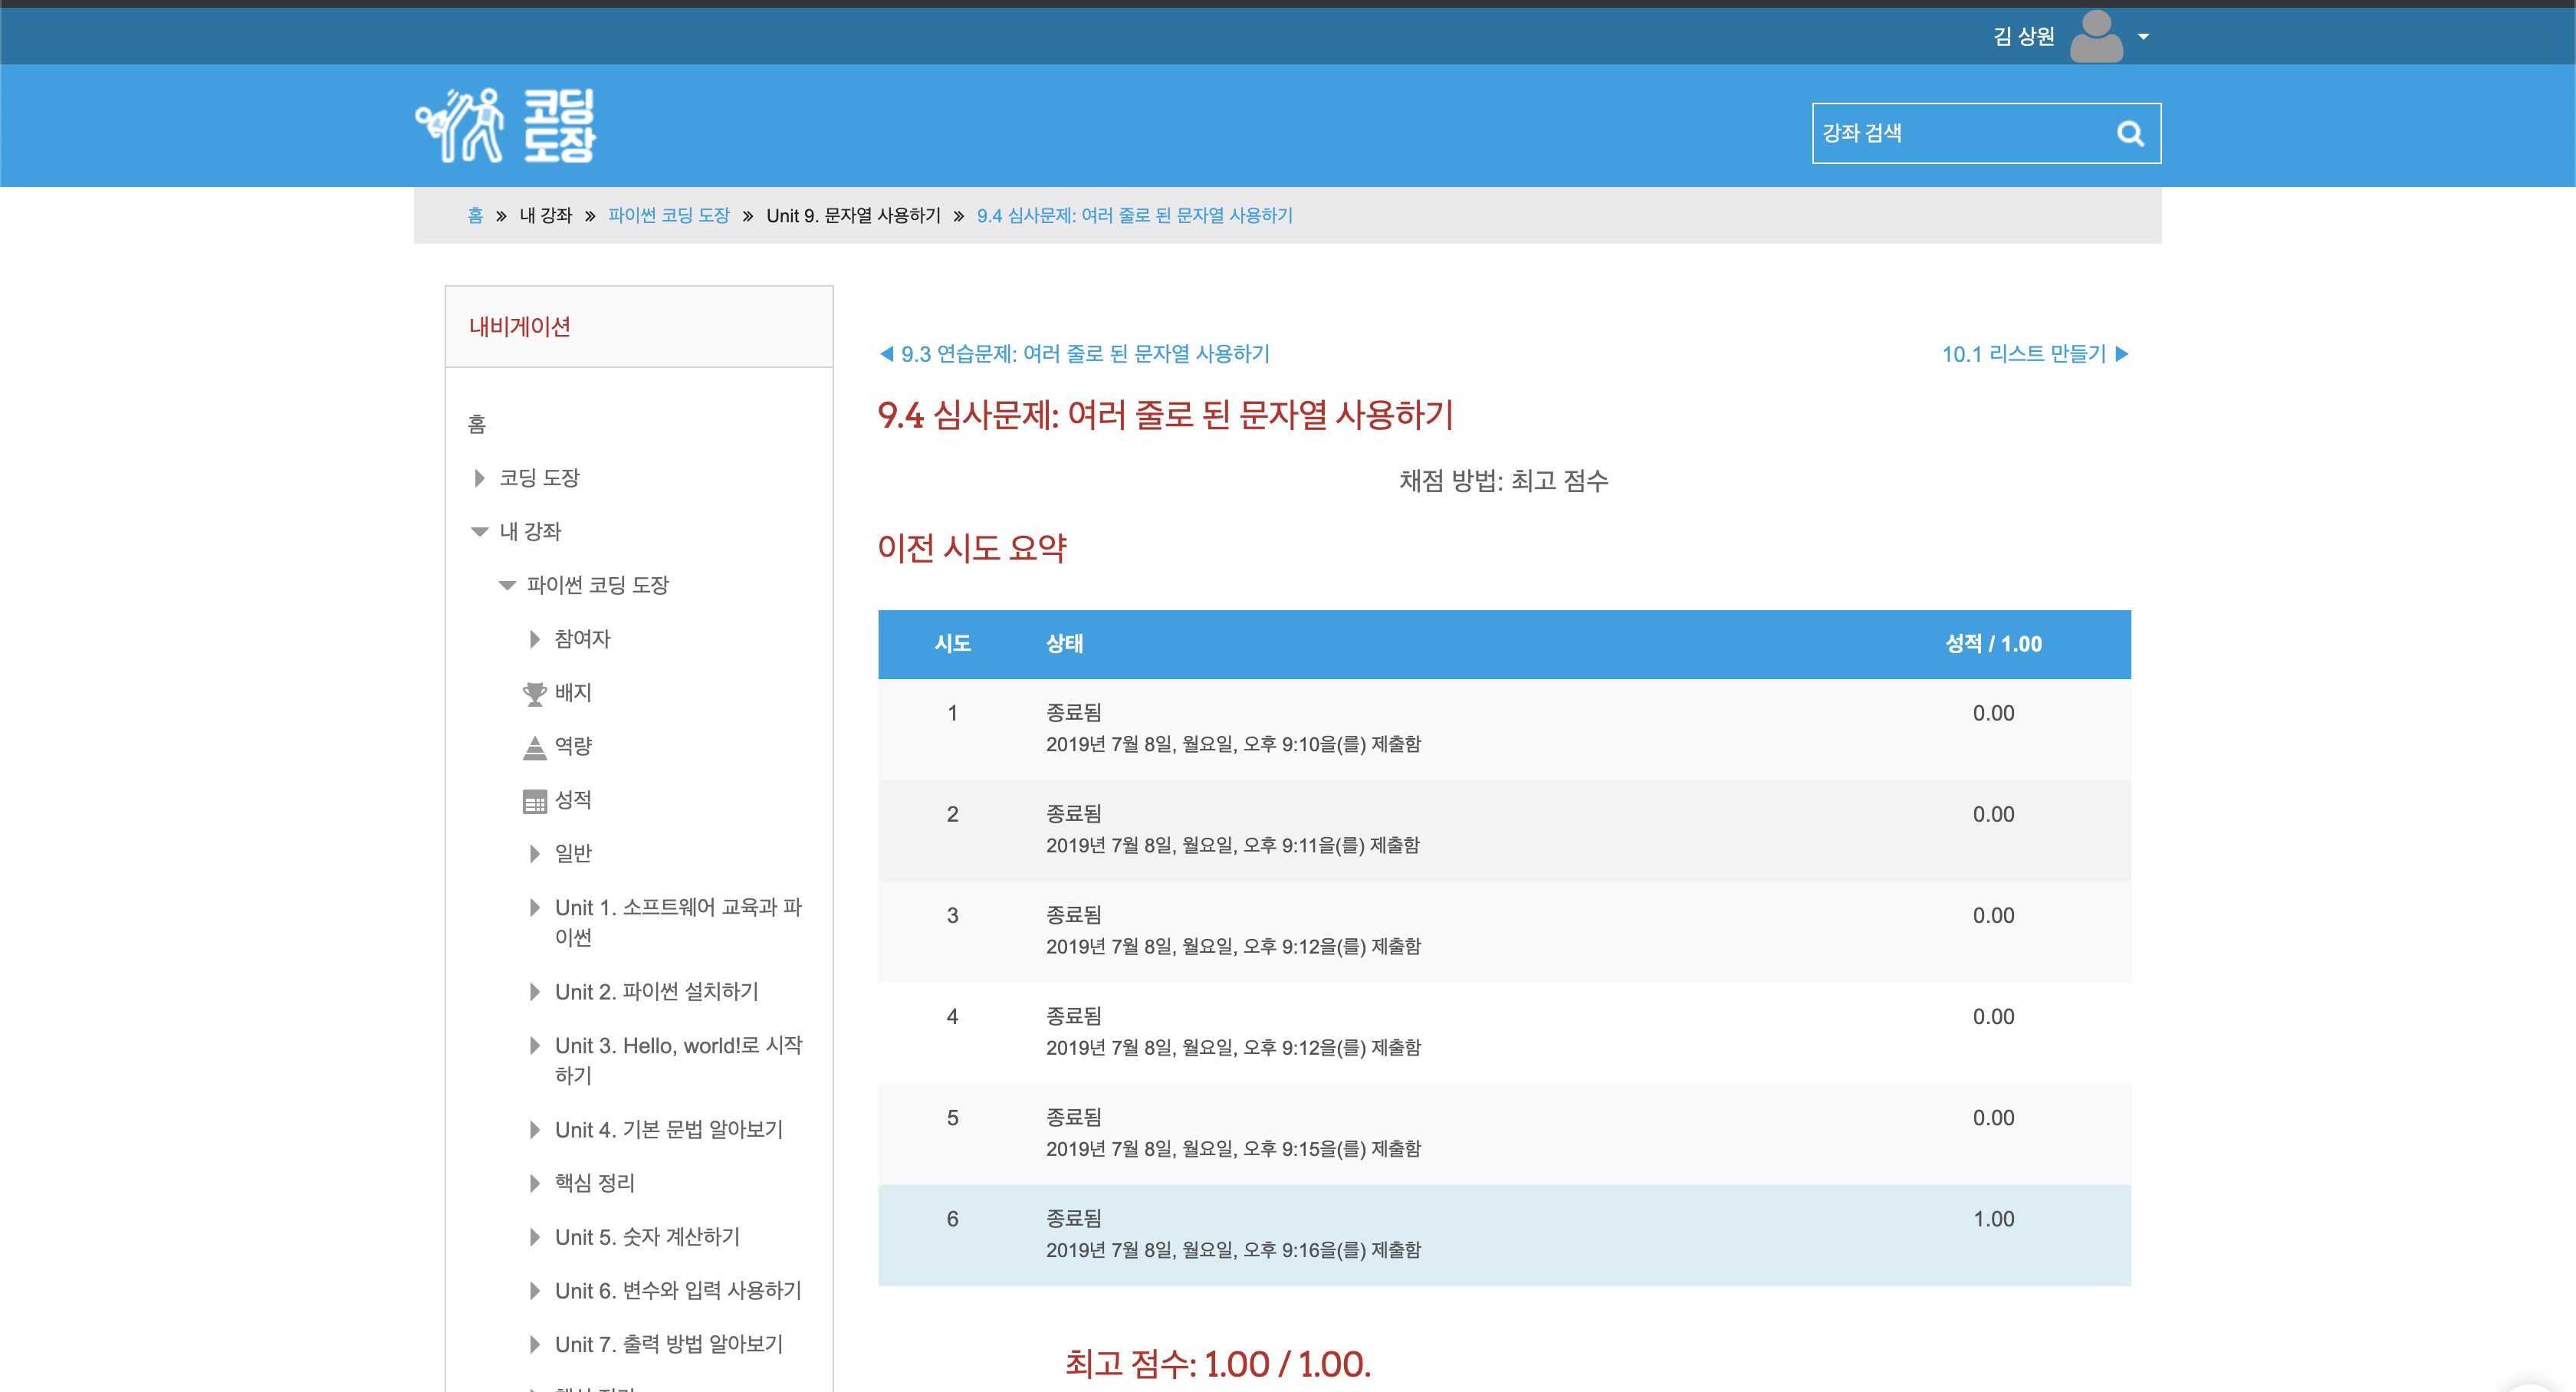 김 상원
코딩
도장
강좌 검색
홈 » 내 강좌 » 파이썬 코딩 도장 » Unit 9. 문자열 사용하기 » 9.4 심사문제: 여러 줄로 된 문자열 사용하기
내비게이션
홈
코딩 도장
내 강좌
파이썬 코딩 도장
참여자
배지
역량
성적
일반
Unit 1. 소프트웨어 교육과 파
이썬
Unit 2. 파이썬 설치하기
Unit 3. Hello, world!로 시작
하기
Unit 4. 기본 문법 알아보기
핵심 정리
Unit 5. 숫자 계산하기
Unit 6. 변수와 입력 사용하기
Unit 7. 출력 방법 알아보기
◀ 9.3 연습문제: 여러 줄로 된 문자열 사용하기
10.1 리스트 만들기 ▶
9.4 심사문제: 여러 줄로 된 문자열 사용하기
채점 방법: 최고 점수
이전 시도 요약
시도 상태 성적 / 1.00
1 종료됨 0.00
2019년 7월 8일, 월요일, 오후 9:10을(를) 제출함
2 종료됨 0.00
2019년 7월 8일, 월요일, 오후 9:11을(를) 제출함
3 종료됨 0.00
2019년 7월 8일, 월요일, 오후 9:12을(를) 제출함
4 종료됨 0.00
2019년 7월 8일, 월요일, 오후 9:12을(를) 제출함
5 종료됨 0.00
2019년 7월 8일, 월요일, 오후 9:15을(를) 제출함
6 종료됨 1.00
2019년 7월 8일, 월요일, 오후 9:16을(를) 제출함
최고 점수: 1.00 / 1.00.